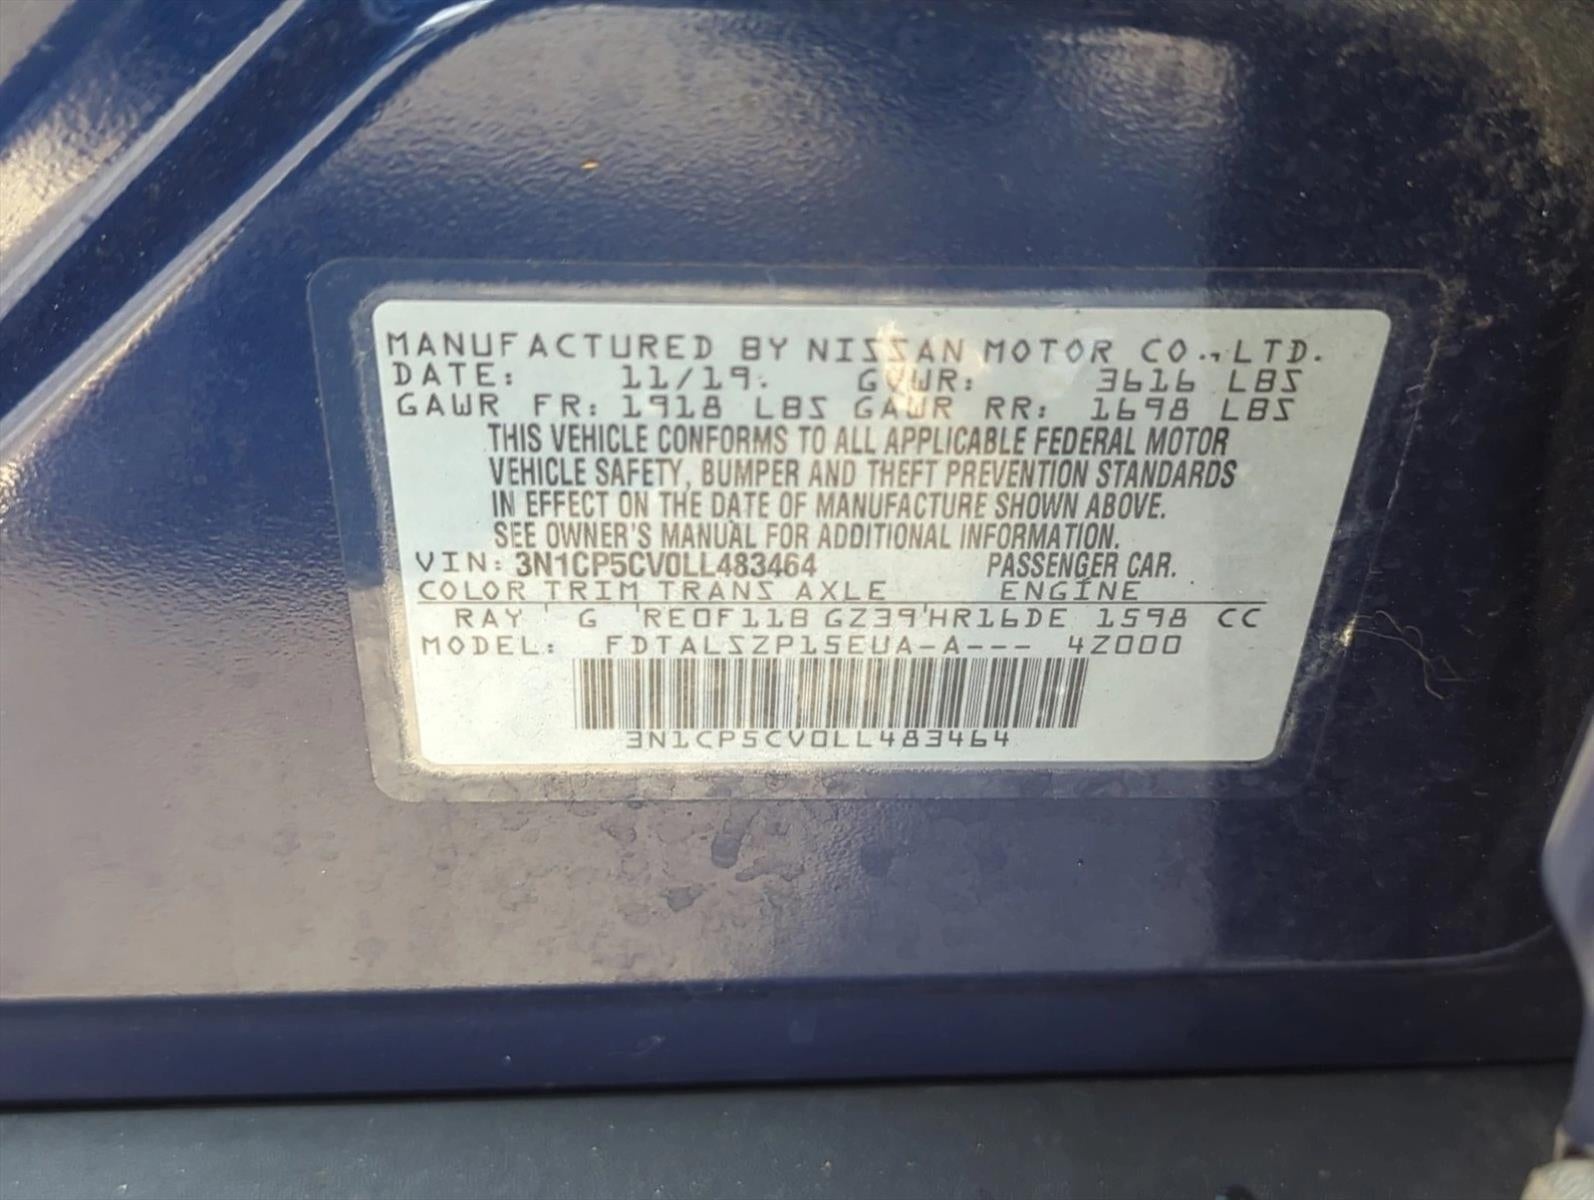 MANUFACTURED BY NISSAN MOTOR CO., LTD.
DATE: 11/19. GVWR: 3616 LBS
GAWR FR: 1918 LBS GAWR RR: 1698 LBS
THIS VEHICLE CONFORMS TO ALL APPLICABLE FEDERAL MOTOR
VEHICLE SAFETY, BUMPER AND THEFT PREVENTION STANDARDS
IN EFFECT ON THE DATE OF MANUFACTURE SHOWN ABOVE.
SEE OWNER'S MANUAL FOR ADDITIONAL INFORMATION.
VIN: 3N1CP5CV0LL483464 PASSENGER CAR.
COLOR TRIM TRANS AXLE ENGINE
RAY ' G 'RE0F11B GZ39'HR16DE 1598 CC
MODEL: FDTALSZP15EUA-A--- 4Z000
3N1CP5CV0LL483464